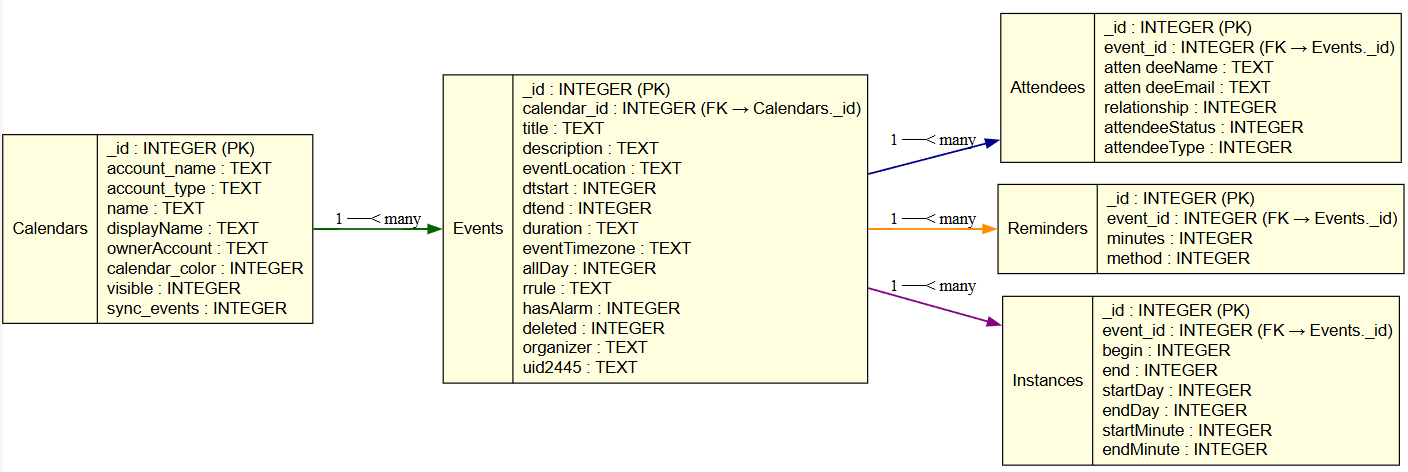 Calendars
_id : INTEGER (PK)
account_name : TEXT
account_type : TEXT
name : TEXT
displayName : TEXT
ownerAccount : TEXT
calendar_color : INTEGER
visible : INTEGER
sync_events : INTEGER
1 ──< many
Events
_id : INTEGER (PK)
calendar_id : INTEGER (FK → Calendars._id)
title : TEXT
description : TEXT
eventLocation : TEXT
dtstart : INTEGER
dtend : INTEGER
duration : TEXT
eventTimezone : TEXT
allDay : INTEGER
rrule : TEXT
hasAlarm : INTEGER
deleted : INTEGER
organizer : TEXT
uid2445 : TEXT
1 ──< many
Attendees
_id : INTEGER (PK)
event_id : INTEGER (FK → Events._id)
atten deeName : TEXT
atten deeEmail : TEXT
relationship : INTEGER
attendeeStatus : INTEGER
attendeeType : INTEGER
1 ──< many
Reminders
_id : INTEGER (PK)
event_id : INTEGER (FK → Events._id)
minutes : INTEGER
method : INTEGER
1 ──< many
Instances
_id : INTEGER (PK)
event_id : INTEGER (FK → Events._id)
begin : INTEGER
end : INTEGER
startDay : INTEGER
endDay : INTEGER
startMinute : INTEGER
endMinute : INTEGER